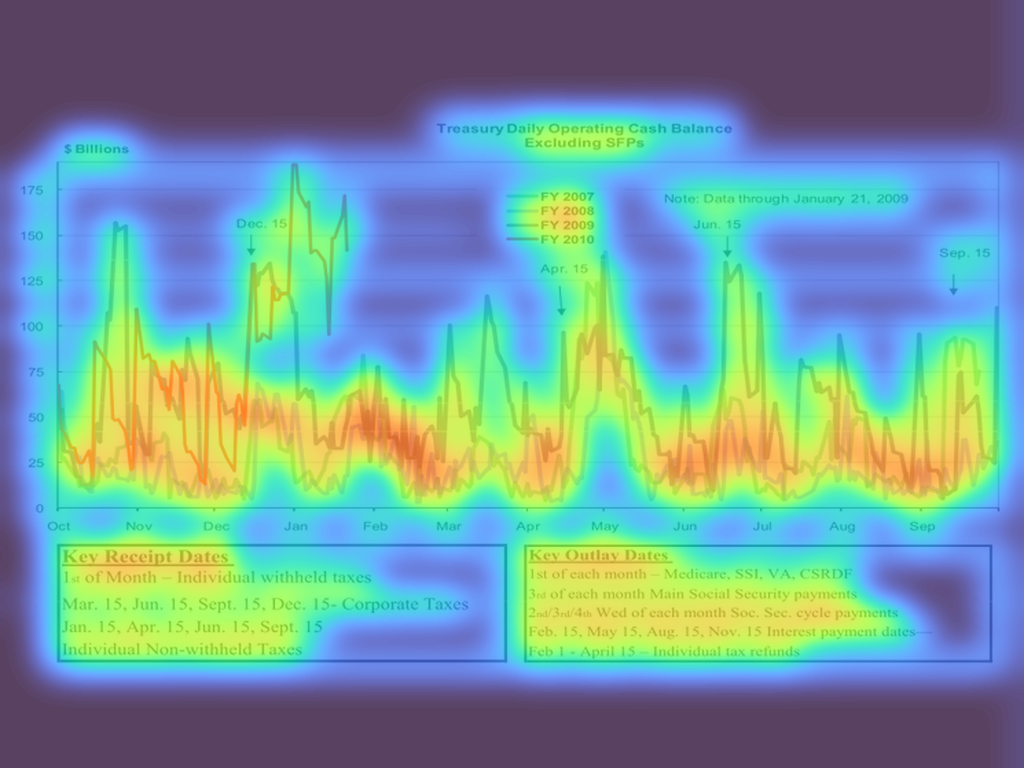 Treasury Daily Operating Cash Balance
Excluding SFPs
$ Billions
175
150
125
100
75
50
25
0
Dec. 15
FY 2007
FY 2008
FY 2009
FY 2010
Apr. 15
Note: Data through January 21, 2009
Jun. 15
Sep. 15
Oct Nov Dec Jan Feb Mar Apr May Jun Jul Aug Sep
Key Receipt Dates
1st of Month – Individual withheld taxes
Mar. 15, Jun. 15, Sept. 15, Dec. 15- Corporate Taxes
Jan. 15, Apr. 15, Jun. 15, Sept. 15
Individual Non-withheld Taxes
Key Outlay Dates
1st of each month – Medicare, SSI, VA, CSRDF
3rd of each month Main Social Security payments
2nd/3rd/4th Wed of each month Soc. Sec. cycle payments
Feb. 15, May 15, Aug. 15, Nov. 15 Interest payment dates—
Feb 1 - April 15 – Individual tax refunds